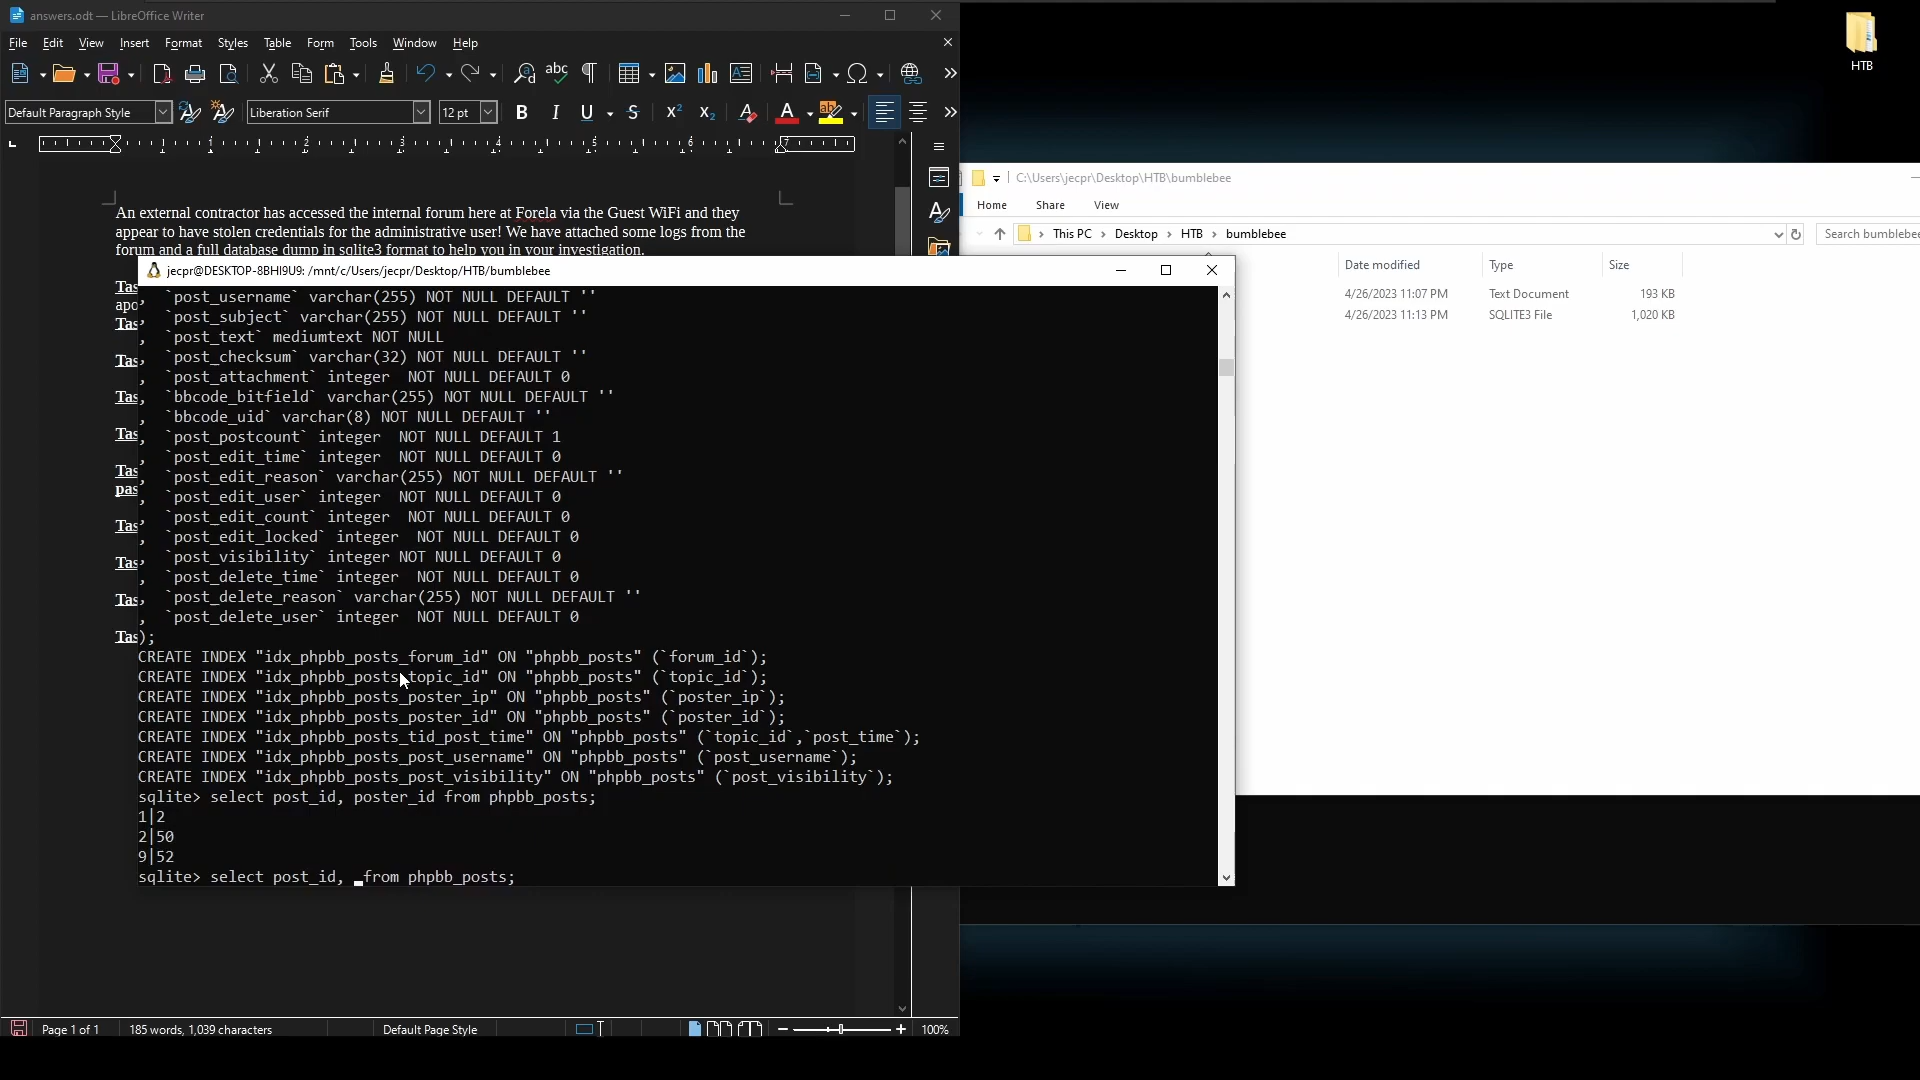 answers.odt — LibreOffice Writer
File Edit View Insert Format Styles Table Form Tools Window Help
Default Paragraph Style
Liberation Serif
12 pt
An external contractor has accessed the internal forum here at Forela via the Guest WiFi and they
appear to have stolen credentials for the administrative user! We have attached some logs from the
forum and a full database dump in sqlite3 format to help you in your investigation.
Tas
apo
Tas
Tas
Tas
Tas
Tas
pas
Tas
Tas
Tas
Tas
jecpr@DESKTOP-8BHI9U9: /mnt/c/Users/jecpr/Desktop/HTB/bumblebee
,  `post_username` varchar(255) NOT NULL DEFAULT ''
,  `post_subject` varchar(255) NOT NULL DEFAULT ''
,  `post_text` mediumtext NOT NULL
,  `post_checksum` varchar(32) NOT NULL DEFAULT ''
,  `post_attachment` integer  NOT NULL DEFAULT 0
,  `bbcode_bitfield` varchar(255) NOT NULL DEFAULT ''
,  `bbcode_uid` varchar(8) NOT NULL DEFAULT ''
,  `post_postcount` integer  NOT NULL DEFAULT 1
,  `post_edit_time` integer  NOT NULL DEFAULT 0
,  `post_edit_reason` varchar(255) NOT NULL DEFAULT ''
,  `post_edit_user` integer  NOT NULL DEFAULT 0
,  `post_edit_count` integer  NOT NULL DEFAULT 0
,  `post_edit_locked` integer  NOT NULL DEFAULT 0
,  `post_visibility` integer NOT NULL DEFAULT 0
,  `post_delete_time` integer  NOT NULL DEFAULT 0
,  `post_delete_reason` varchar(255) NOT NULL DEFAULT ''
,  `post_delete_user` integer  NOT NULL DEFAULT 0
);
CREATE INDEX "idx_phpbb_posts_forum_id" ON "phpbb_posts" (`forum_id`);
CREATE INDEX "idx_phpbb_posts_topic_id" ON "phpbb_posts" (`topic_id`);
CREATE INDEX "idx_phpbb_posts_poster_ip" ON "phpbb_posts" (`poster_ip`);
CREATE INDEX "idx_phpbb_posts_poster_id" ON "phpbb_posts" (`poster_id`);
CREATE INDEX "idx_phpbb_posts_tid_post_time" ON "phpbb_posts" (`topic_id`,`post_time`);
CREATE INDEX "idx_phpbb_posts_post_username" ON "phpbb_posts" (`post_username`);
CREATE INDEX "idx_phpbb_posts_post_visibility" ON "phpbb_posts" (`post_visibility`);
sqlite> select post_id, poster_id from phpbb_posts;
1|2
2|50
9|52
sqlite> select post_id, _from phpbb_posts;
Page 1 of 1
185 words, 1,039 characters
Default Page Style
100%
C:\Users\jecpr\Desktop\HTB\bumblebee
Home Share View
This PC > Desktop > HTB > bumblebee
Search bumblebee
Date modified Type Size
4/26/2023 11:07 PM Text Document 193 KB
4/26/2023 11:13 PM SQLITE3 File 1,020 KB
HTB